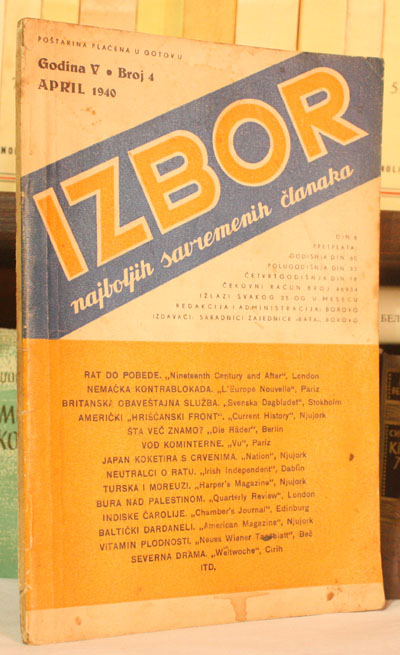 POŠTARINA PLAĆENA U GOTOVU
Godina V • Broj 4
APRIL 1940
IZBOR
najboljih savremenih članaka
DIN 6
PRETPLATA:
GODIŠNJA DIN 60
POLUGODIŠNJA DIN 35
ČETVRTGODIŠNJA DIN 18
ČEKOVNI RAČUN BROJ
IZLAZI SVAKOG 25 OG U MESECU
REDAKCIJA I ADMINISTRACIJA: BOROVO
IZDAVAČI: SARADNICI ZAJEDNICE „BAŤA„ BOROVO
RAT DO POBEDE. „Nineteenth Century and After", London
NEMAČKA KONTRABLOKADA. „L'Europe Nouvelle", Pariz
BRITANSKA OBAVEŠTAJNA SLUŽBA. „Svenska Dagbladet", Stokholm
AMERIČKI „HRIŠĆANSKI FRONT". „Current History", Njujork
ŠTA VEĆ ZNAMO? „Die Räder", Berlin
VOĐ KOMINTERNE. „Vu", Pariz
JAPAN KOKETIRA S CRVENIMA. „Nation", Njujork
NEUTRALCI O RATU. „Irish Independent", Dablin
TURSKA I MOREUZI. „Harper's Magazine", Njujork
BURA NAD PALESTINOM. „Quarterly Review", London
INDISKE ČAROLIJE. „Chamber's Journal", Edinburg
BALTIČKI DARDANELI. „American Magazine", Njujork
VITAMIN PLODNOSTI. „Neues Wiener Tagblatt", Beč
SEVERNA DRAMA. „Weltwoche", Cirih
ITD.